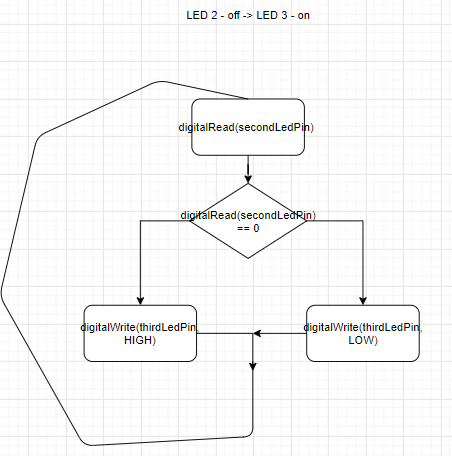 LED 2 - off -> LED 3 - on
digitalRead(secondLedPin)
digitalRead(secondLedPin)
== 0
digitalWrite(thirdLedPin,
HIGH)
digitalWrite(thirdLedPin,
LOW)